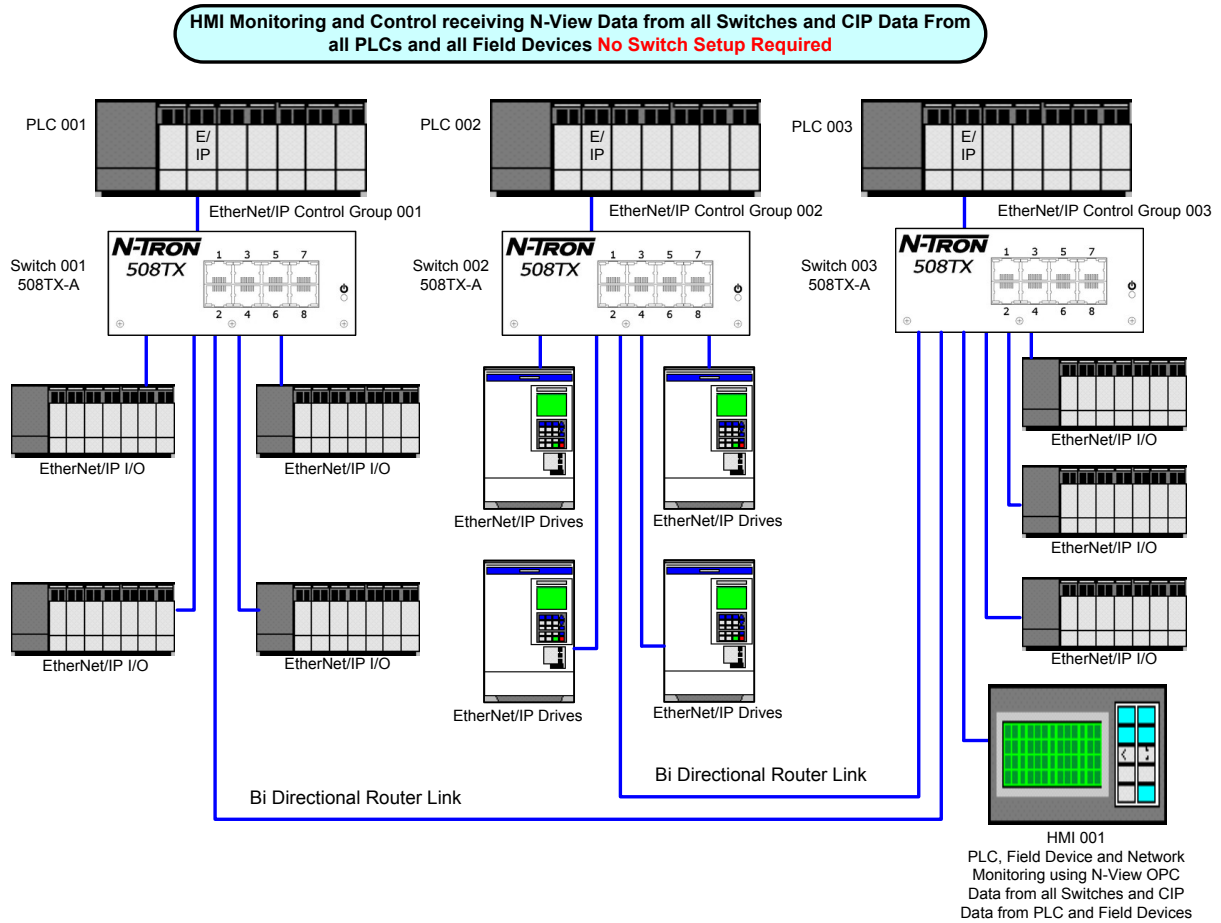 HMI Monitoring and Control receiving N-View Data from all Switches and CIP Data From
all PLCs and all Field Devices No Switch Setup Required
PLC 001
E/
IP
PLC 002
E/
IP
PLC 003
E/
IP
EtherNet/IP Control Group 001
EtherNet/IP Control Group 002
EtherNet/IP Control Group 003
Switch 001
508TX-A
N-TRON
508TX
1 3 5 7
2 4 6 8
Switch 002
508TX-A
N-TRON
508TX
1 3 5 7
2 4 6 8
Switch 003
508TX-A
N-TRON
508TX
1 3 5 7
2 4 6 8
EtherNet/IP I/O
EtherNet/IP I/O
EtherNet/IP Drives
EtherNet/IP Drives
EtherNet/IP I/O
EtherNet/IP I/O
EtherNet/IP I/O
EtherNet/IP I/O
EtherNet/IP Drives
EtherNet/IP Drives
EtherNet/IP I/O
Bi Directional Router Link
Bi Directional Router Link
HMI 001
PLC, Field Device and Network
Monitoring using N-View OPC
Data from all Switches and CIP
Data from PLC and Field Devices